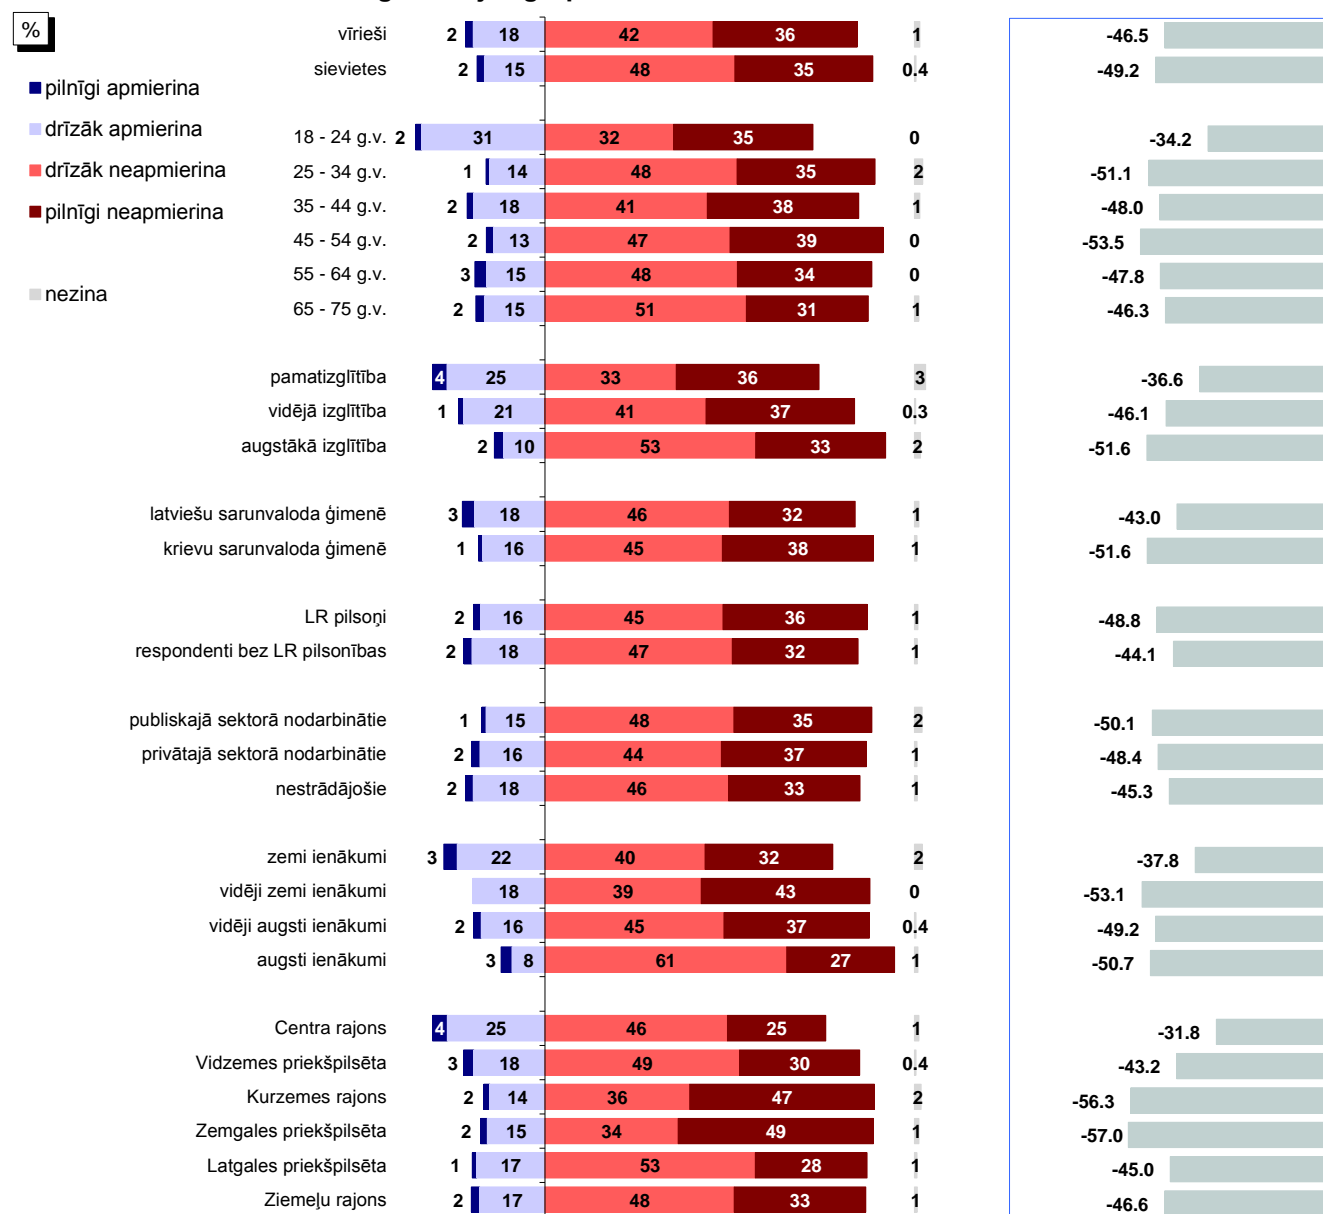 %
pilnīgi apmierina
drīzāk apmierina
drīzāk neapmierina
pilnīgi neapmierina
nezina
vīrieši 2 18 42 36 1 -46.5
sievietes 2 15 48 35 0.4 -49.2
18 - 24 g.v. 2 31 32 35 0 -34.2
25 - 34 g.v. 1 14 48 35 2 -51.1
35 - 44 g.v. 2 18 41 38 1 -48.0
45 - 54 g.v. 2 13 47 39 0 -53.5
55 - 64 g.v. 3 15 48 34 0 -47.8
65 - 75 g.v. 2 15 51 31 1 -46.3
pamatizglītība 4 25 33 36 3 -36.6
vidējā izglītība 1 21 41 37 0.3 -46.1
augstākā izglītība 2 10 53 33 2 -51.6
latviešu sarunvaloda ģimenē 3 18 46 32 1 -43.0
krievu sarunvaloda ģimenē 1 16 45 38 1 -51.6
LR pilsoņi 2 16 45 36 1 -48.8
respondenti bez LR pilsonības 2 18 47 32 1 -44.1
publiskajā sektorā nodarbinātie 1 15 48 35 2 -50.1
privātajā sektorā nodarbinātie 2 16 44 37 1 -48.4
nestrādājošie 2 18 46 33 1 -45.3
zemi ienākumi 3 22 40 32 2 -37.8
vidēji zemi ienākumi 18 39 43 0 -53.1
vidēji augsti ienākumi 2 16 45 37 0.4 -49.2
augsti ienākumi 3 8 61 27 1 -50.7
Centra rajons 4 25 46 25 1 -31.8
Vidzemes priekšpilsēta 3 18 49 30 0.4 -43.2
Kurzemes rajons 2 14 36 47 2 -56.3
Zemgales priekšpilsēta 2 15 34 49 1 -57.0
Latgales priekšpilsēta 1 17 53 28 1 -45.0
Ziemeļu rajons 2 17 48 33 1 -46.6